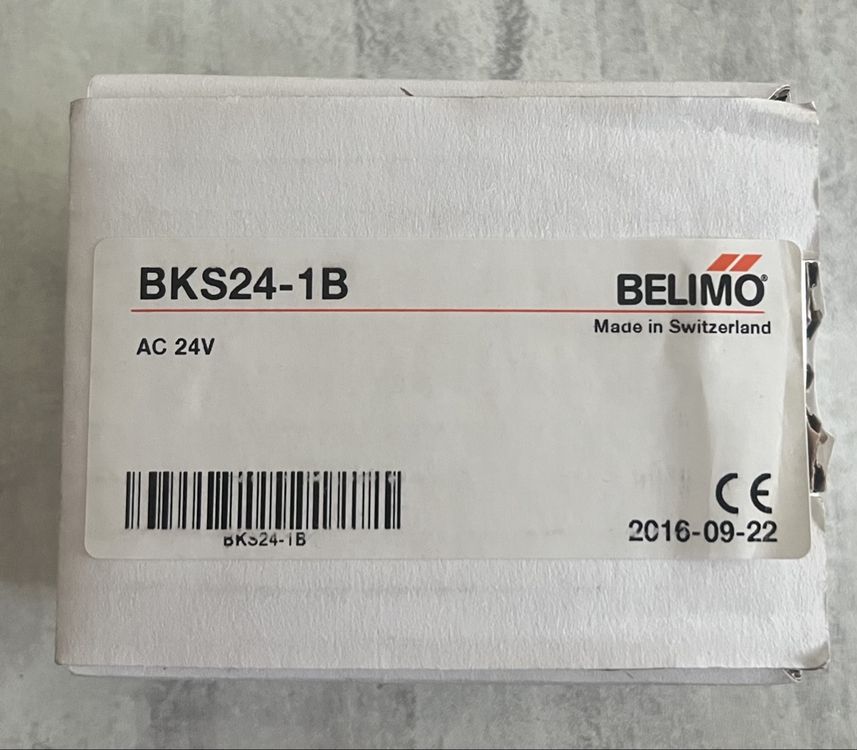 BKS24-1B
BELIMO®
Made in Switzerland
AC 24V
BKS24-1B
CE
2016-09-22